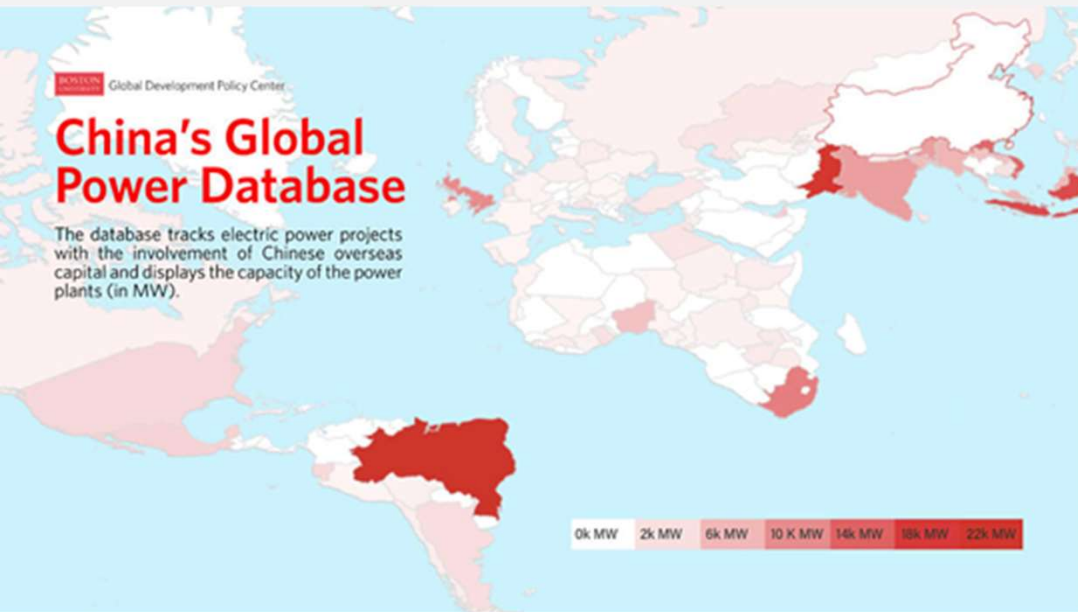 BOSTON
UNIVERSITY
Global Development Policy Center
China's Global
Power Database
The database tracks electric power projects
with the involvement of Chinese overseas
capital and displays the capacity of the power
plants (in MW).
0k MW 2k MW 6k MW 10 K MW 14k MW 18k MW 22k MW